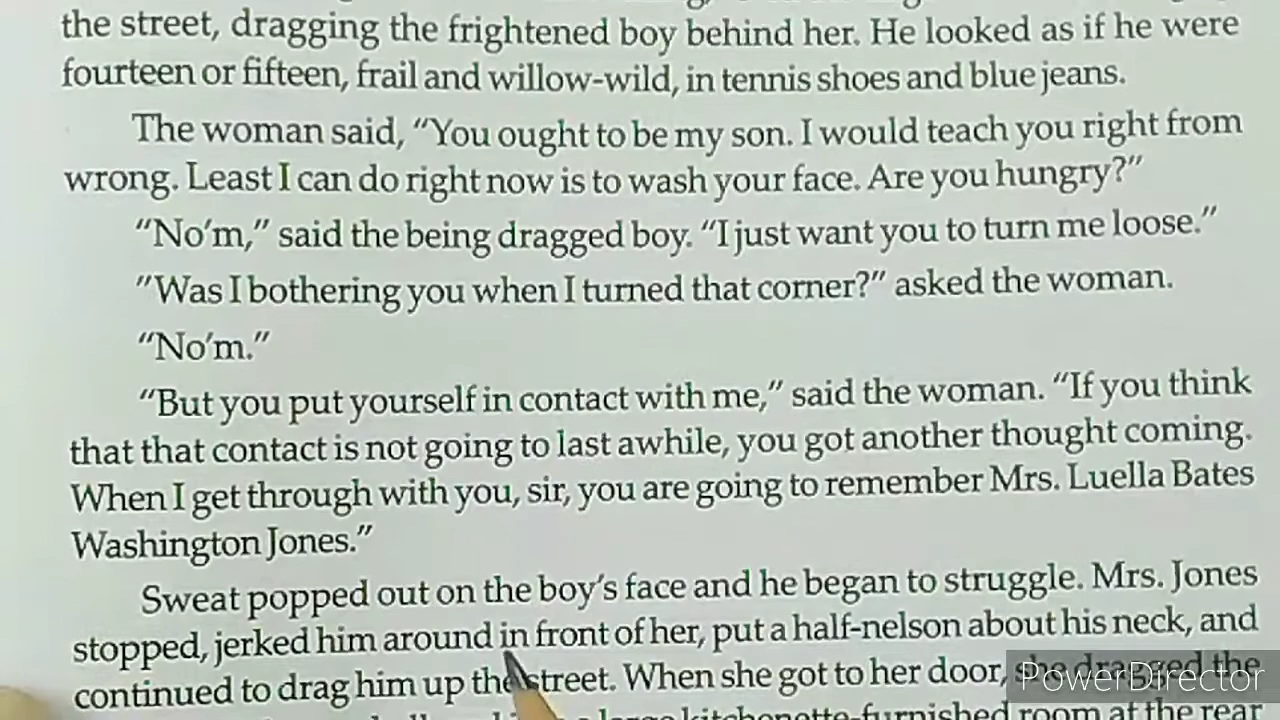 the street, dragging the frightened boy behind her. He looked as if he were
fourteen or fifteen, frail and willow-wild, in tennis shoes and blue jeans.
The woman said, “You ought to be my son. I would teach you right from
wrong. Least I can do right now is to wash your face. Are you hungry?”
“No’m,” said the being dragged boy. “I just want you to turn me loose.”
“Was I bothering you when I turned that corner?” asked the woman.
“No’m.”
“But you put yourself in contact with me,” said the woman. “If you think
that that contact is not going to last awhile, you got another thought coming.
When I get through with you, sir, you are going to remember Mrs. Luella Bates
Washington Jones.”
Sweat popped out on the boy’s face and he began to struggle. Mrs. Jones
stopped, jerked him around in front of her, put a half-nelson about his neck, and
continued to drag him up the street. When she got to her door, she dragged the
large kitchenette-furnished room at the rear
PowerDirector